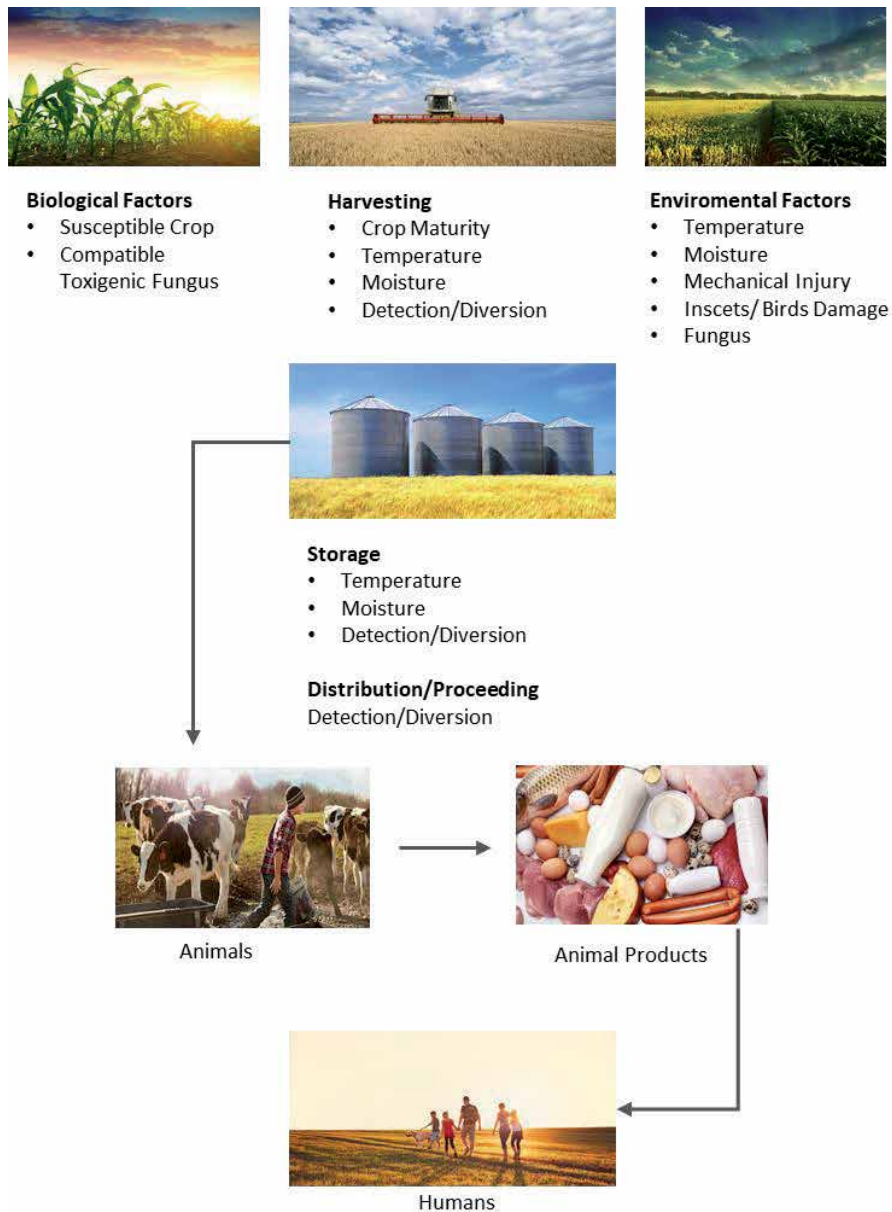 Biological Factors
• Susceptible Crop
• Compatible
Toxigenic Fungus
Harvesting
• Crop Maturity
• Temperature
• Moisture
• Detection/Diversion
Enviromental Factors
• Temperature
• Moisture
• Mechanical Injury
• Inscets/ Birds Damage
• Fungus
Storage
• Temperature
• Moisture
• Detection/Diversion
Distribution/Proceeding
Detection/Diversion
Animals
Animal Products
Humans